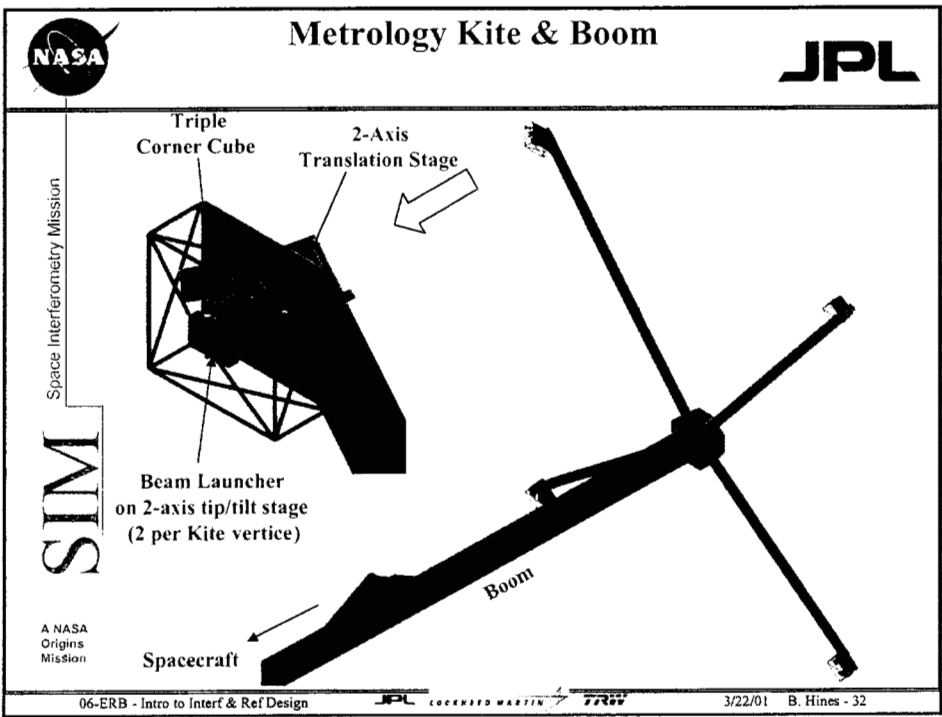 NASA
Metrology Kite & Boom
JPL
Triple
Corner Cube
2-Axis
Translation Stage
Space Interferometry Mission
SIM
Beam Launcher
on 2-axis tip/tilt stage
(2 per Kite vertice)
Boom
Spacecraft
A NASA
Origins
Mission
06-ERB - Intro to Interf & Ref Design
JPL
LOCKHEED MARTIN
TRW
3/22/01
B. Hines - 32